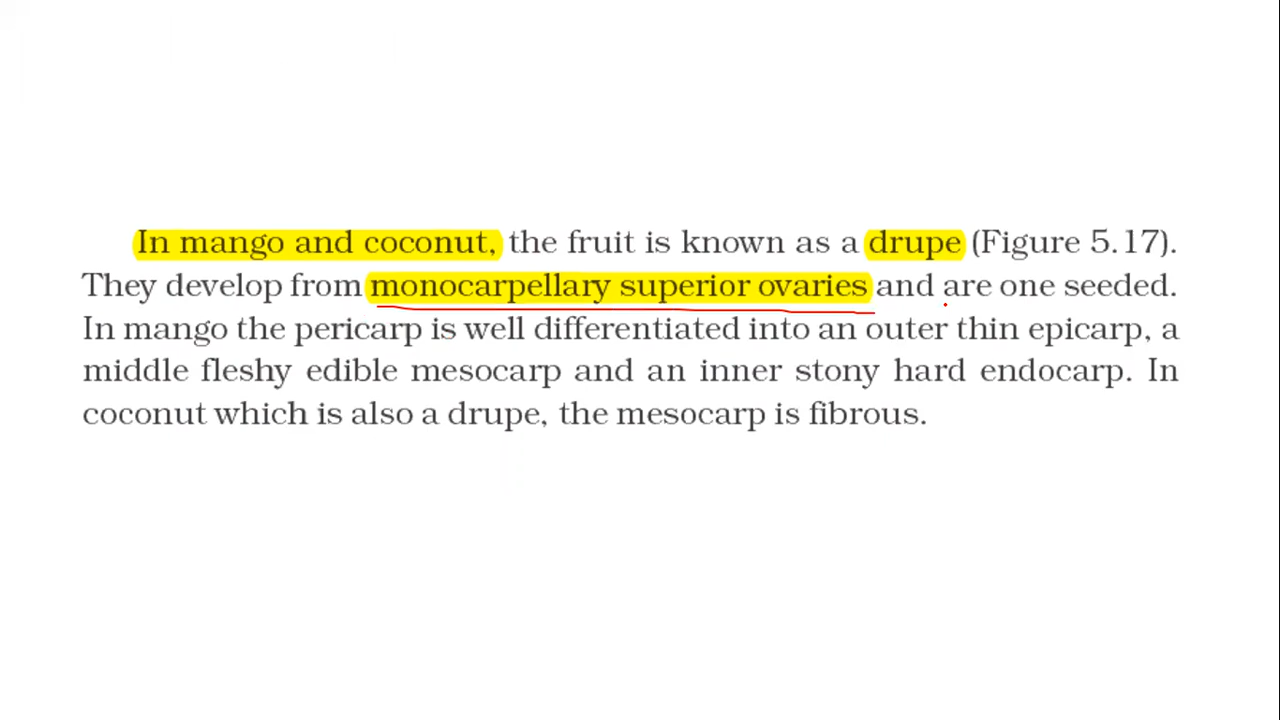 In mango and coconut, the fruit is known as a drupe (Figure 5.17).
They develop from monocarpellary superior ovaries and are one seeded.
In mango the pericarp is well differentiated into an outer thin epicarp, a
middle fleshy edible mesocarp and an inner stony hard endocarp. In
coconut which is also a drupe, the mesocarp is fibrous.